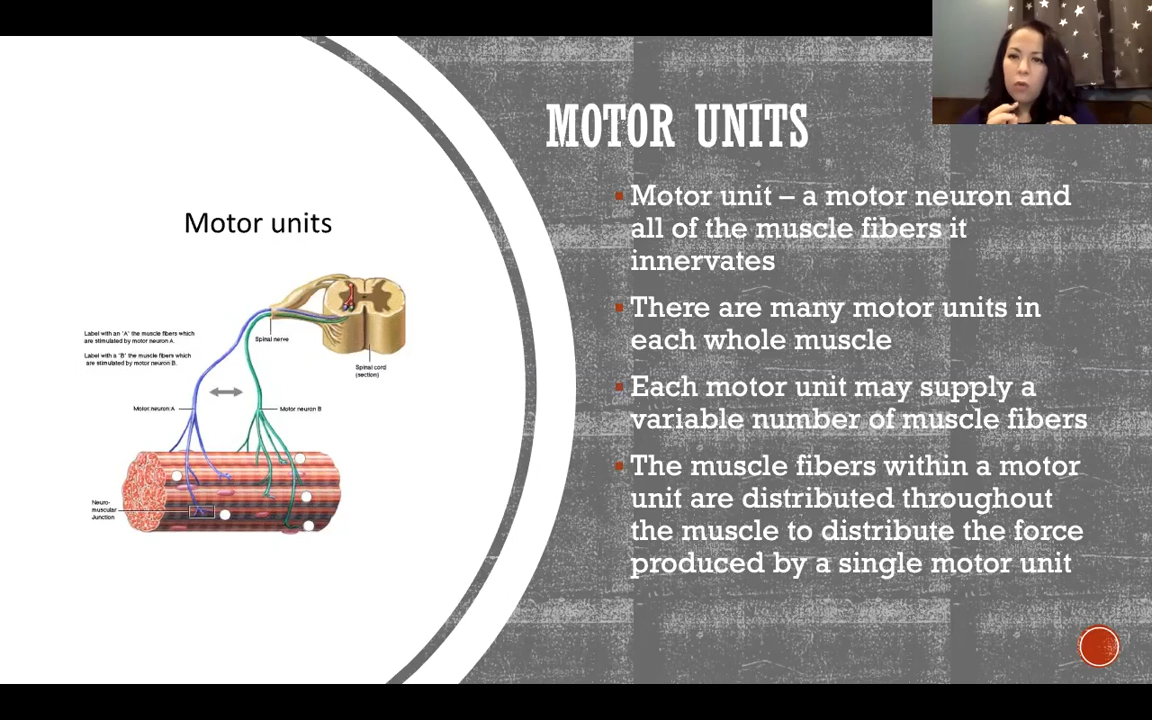 MOTOR UNITS
Motor unit – a motor neuron and
all of the muscle fibers it
innervates
There are many motor units in
each whole muscle
Each motor unit may supply a
variable number of muscle fibers
The muscle fibers within a motor
unit are distributed throughout
the muscle to distribute the force
produced by a single motor unit
Motor units
Label with an "A" the muscle fibers which
are stimulated by motor neuron A.
Label with a "B" the muscle fibers which
are stimulated by motor neuron B.
Spinal nerve
Spinal cord
(section)
Motor neuron A
Motor neuron B
Neuro-
muscular
Junction